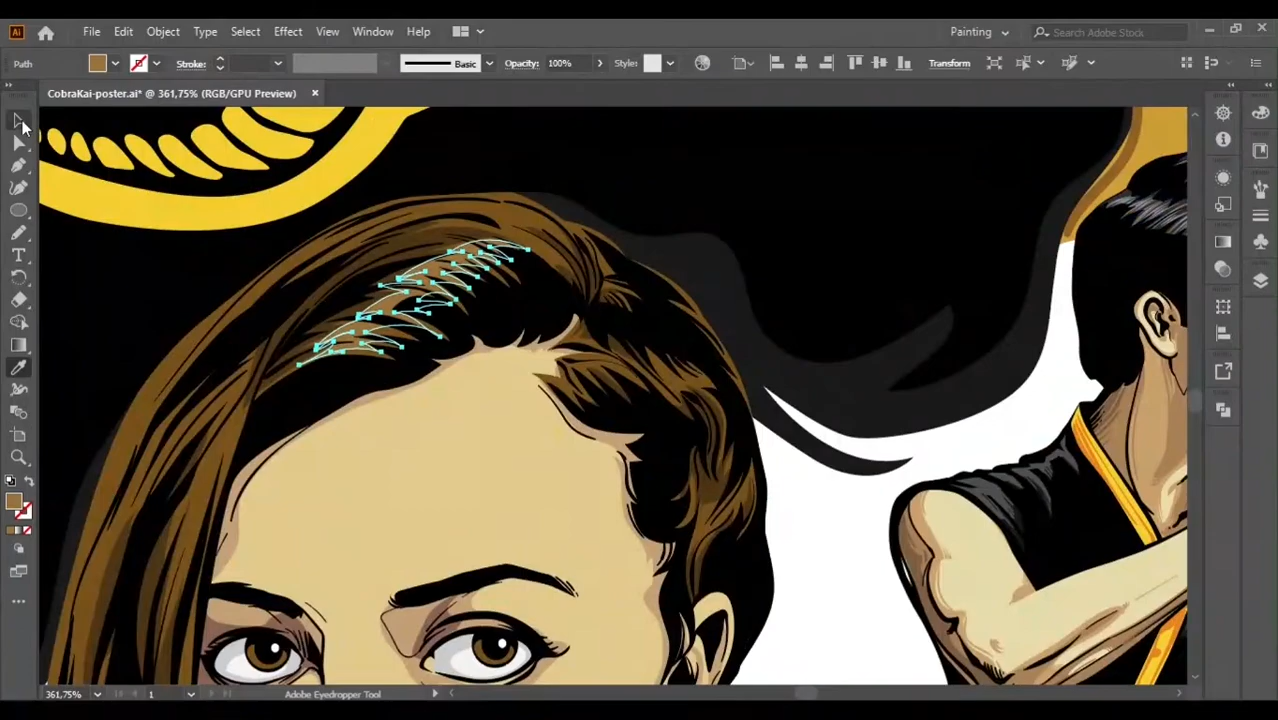 Ai File Edit Object Type Select Effect View Window Help Painting Search Adobe Stock
Path Stroke: Basic Opacity: 100% Style: Transform
CobraKai-poster.ai* @ 361,75% (RGB/GPU Preview)
361,75% 1 Adobe Eyedropper Tool